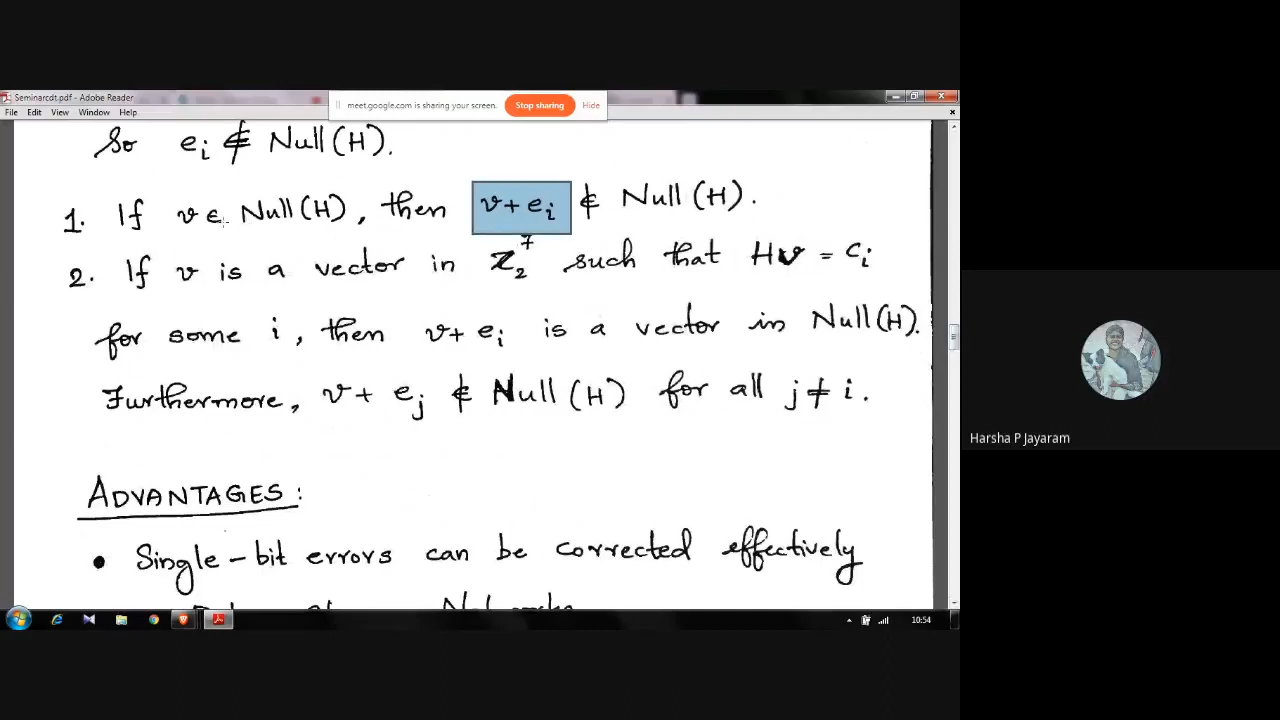 Seminarcdt.pdf - Adobe Reader
File Edit View Window Help
meet.google.com is sharing your screen. Stop sharing Hide
So ei ∉ Null(H).
1. If v ∈ Null(H), then v+ei ∉ Null(H).
2. If v is a vector in Z₂⁷ such that Hv = ci
for some i, then v+ei is a vector in Null(H).
Furthermore, v+ej ∉ Null(H) for all j ≠ i.
ADVANTAGES:
• Single-bit errors can be corrected effectively
Harsha P Jayaram
10:54